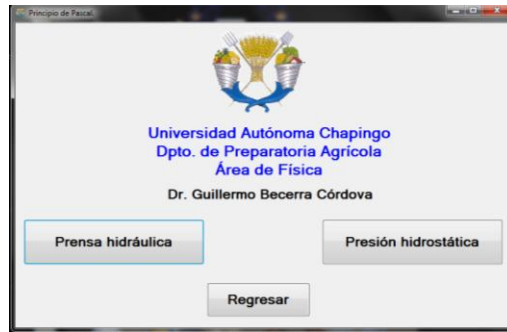 Principio de Pascal.
Universidad Autónoma Chapingo
Dpto. de Preparatoria Agrícola
Área de Física
Dr. Guillermo Becerra Córdova
Prensa hidráulica
Presión hidrostática
Regresar